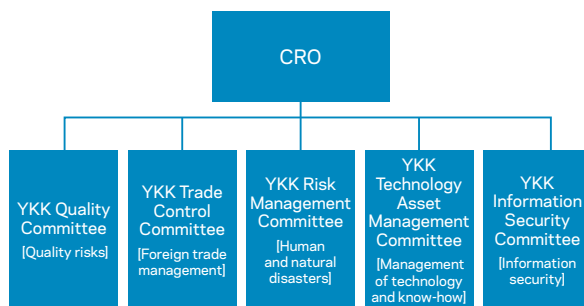 CRO
YKK Quality
Committee
[Quality risks]
YKK Trade
Control
Committee
[Foreign trade
management]
YKK Risk
Management
Committee
[Human
and natural
disasters]
YKK
Technology
Asset
Management
Committee
[Management
of technology
and know-how]
YKK
Information
Security
Committee
[Information
security]